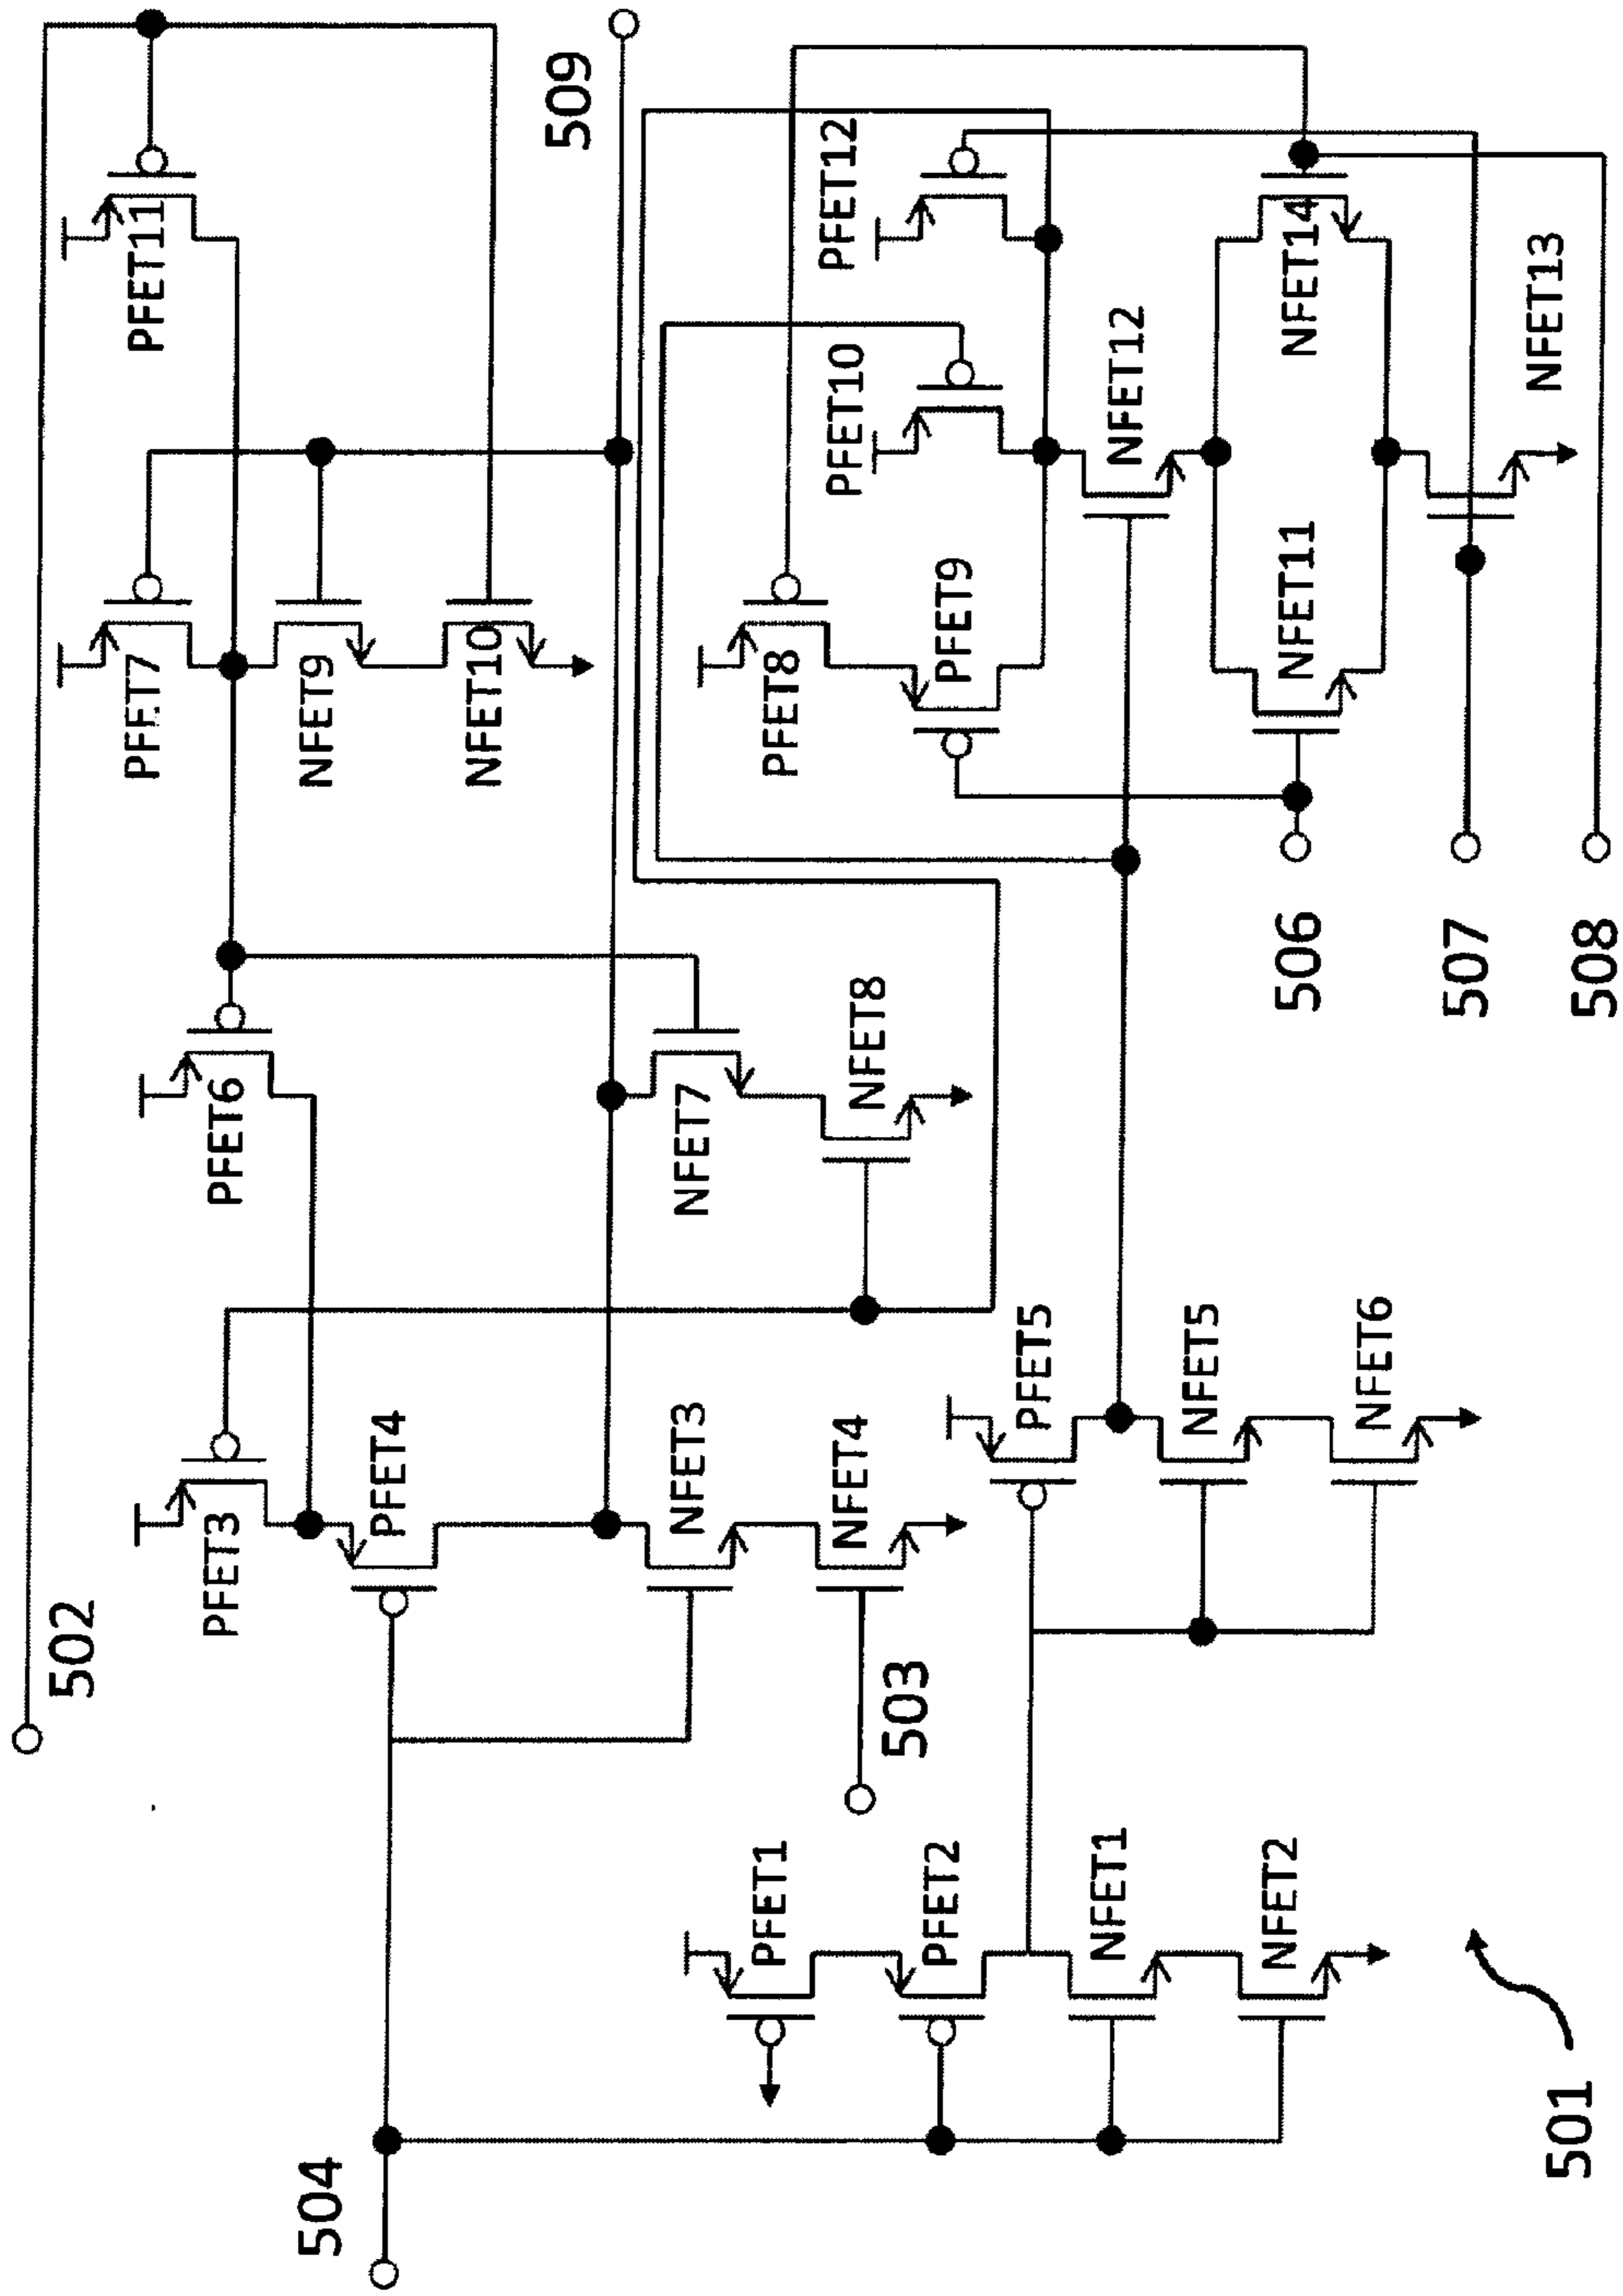 502
504
509
PFET11
PFET7
NFET9
NFET10
PFET6
NFET7
NFET8
PFET3
PFET4
NFET3
NFET4
503
PFET12
PFET10
PFET8
PFET9
NFET12
NFET11
NFET14
NFET13
506
507
508
PFET5
NFET5
NFET6
PFET1
PFET2
NFET1
NFET2
501